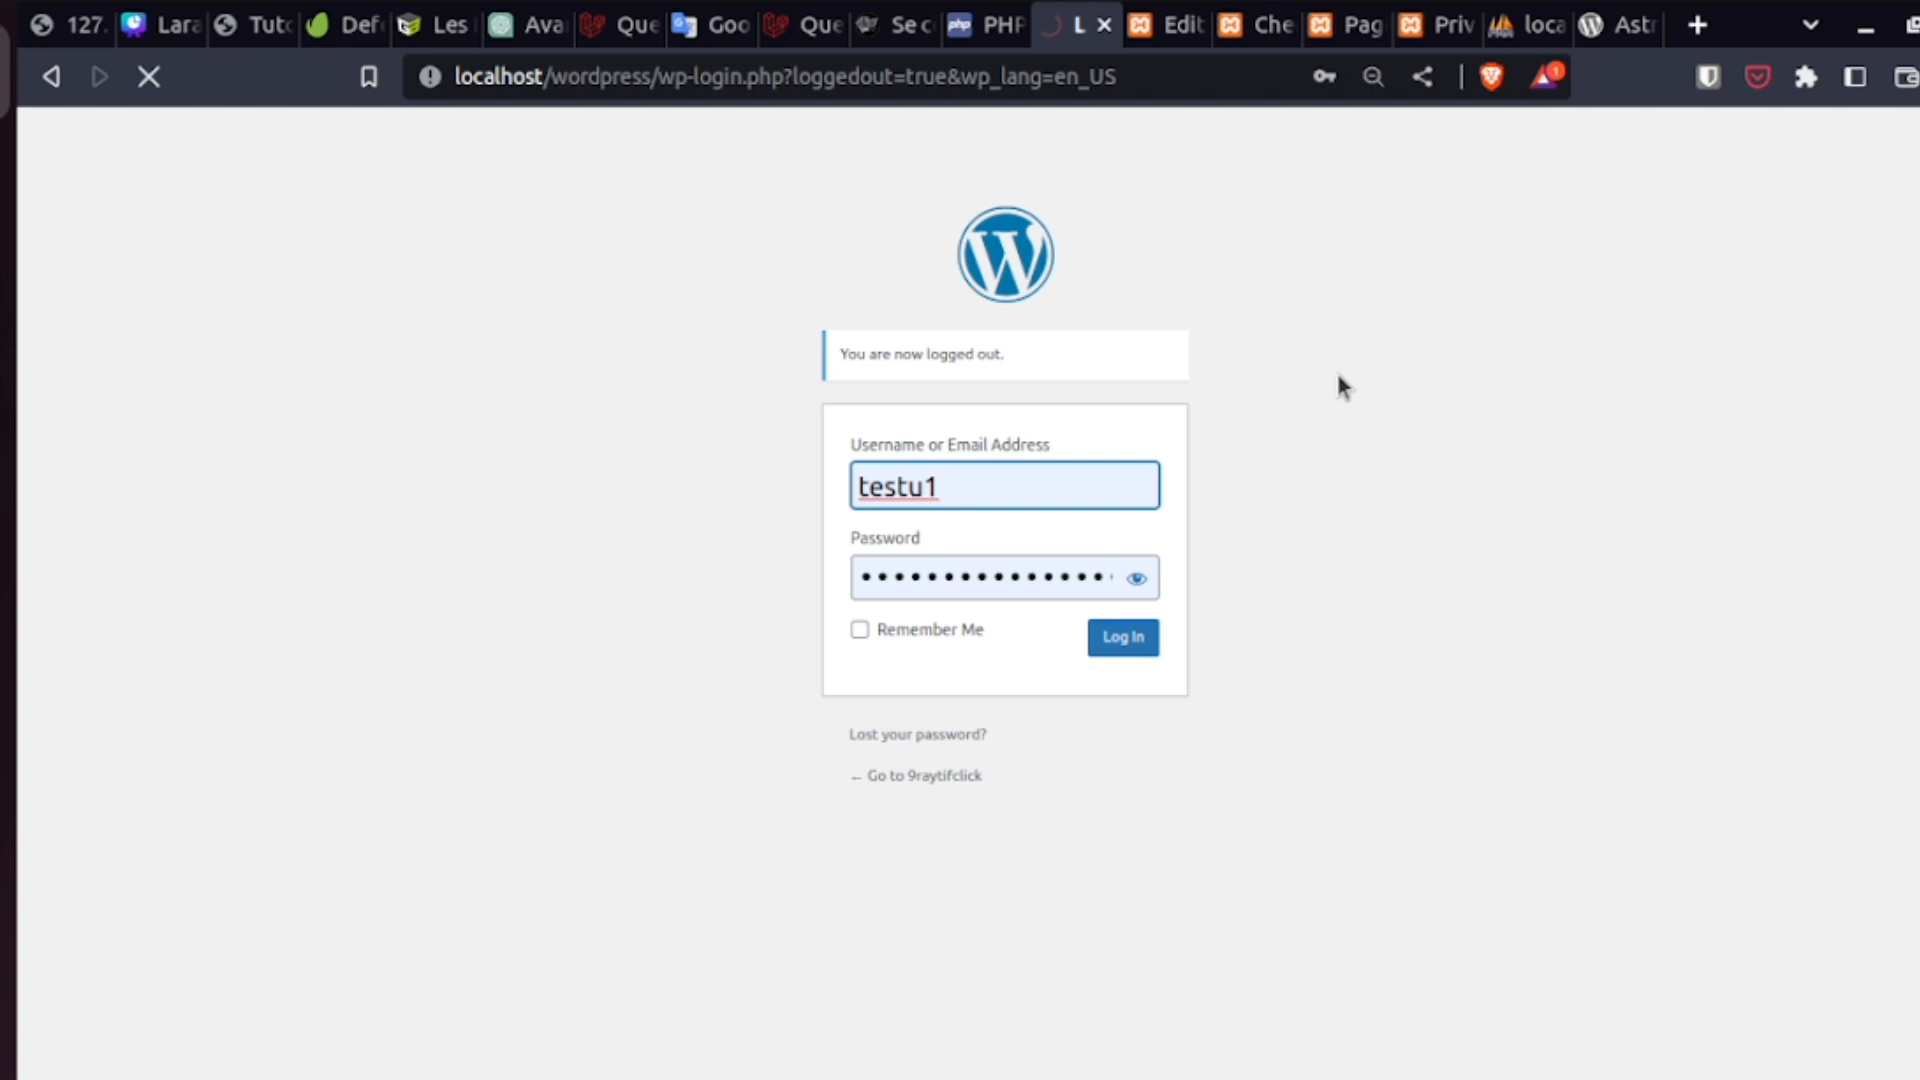 127. Lara Tuto Def Les Ava Que Goo Que Sec PHP L Edit Che Pag Priv loca Astr
localhost/wordpress/wp-login.php?loggedout=true&wp_lang=en_US
1
You are now logged out.
Username or Email Address
testu1
Password
Remember Me
Log In
Lost your password?
← Go to 9raytifclick